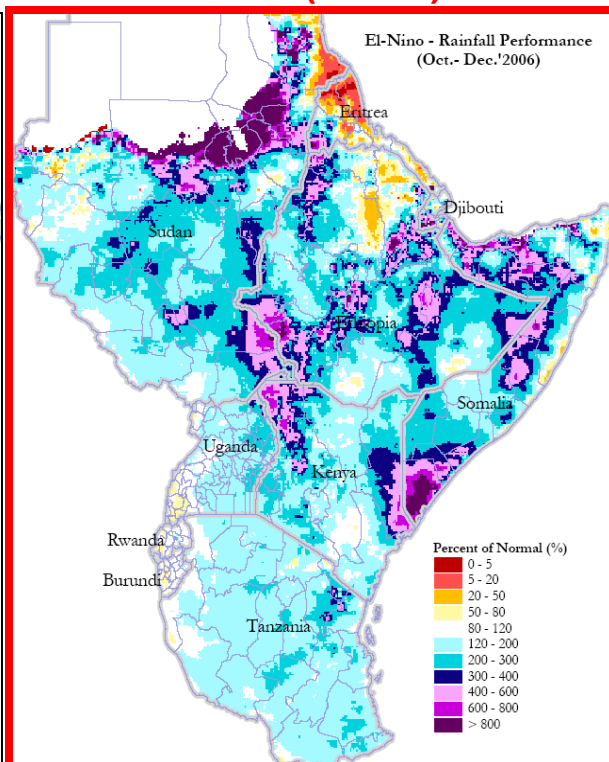 El-Nino - Rainfall Performance
(Oct.- Dec.'2006)
Eritrea
Djibouti
Sudan
Ethiopia
Somalia
Uganda
Kenya
Rwanda
Burundi
Tanzania
Percent of Normal (%)
0 - 5
5 - 20
20 - 50
50 - 80
80 - 120
120 - 200
200 - 300
300 - 400
400 - 600
600 - 800
> 800